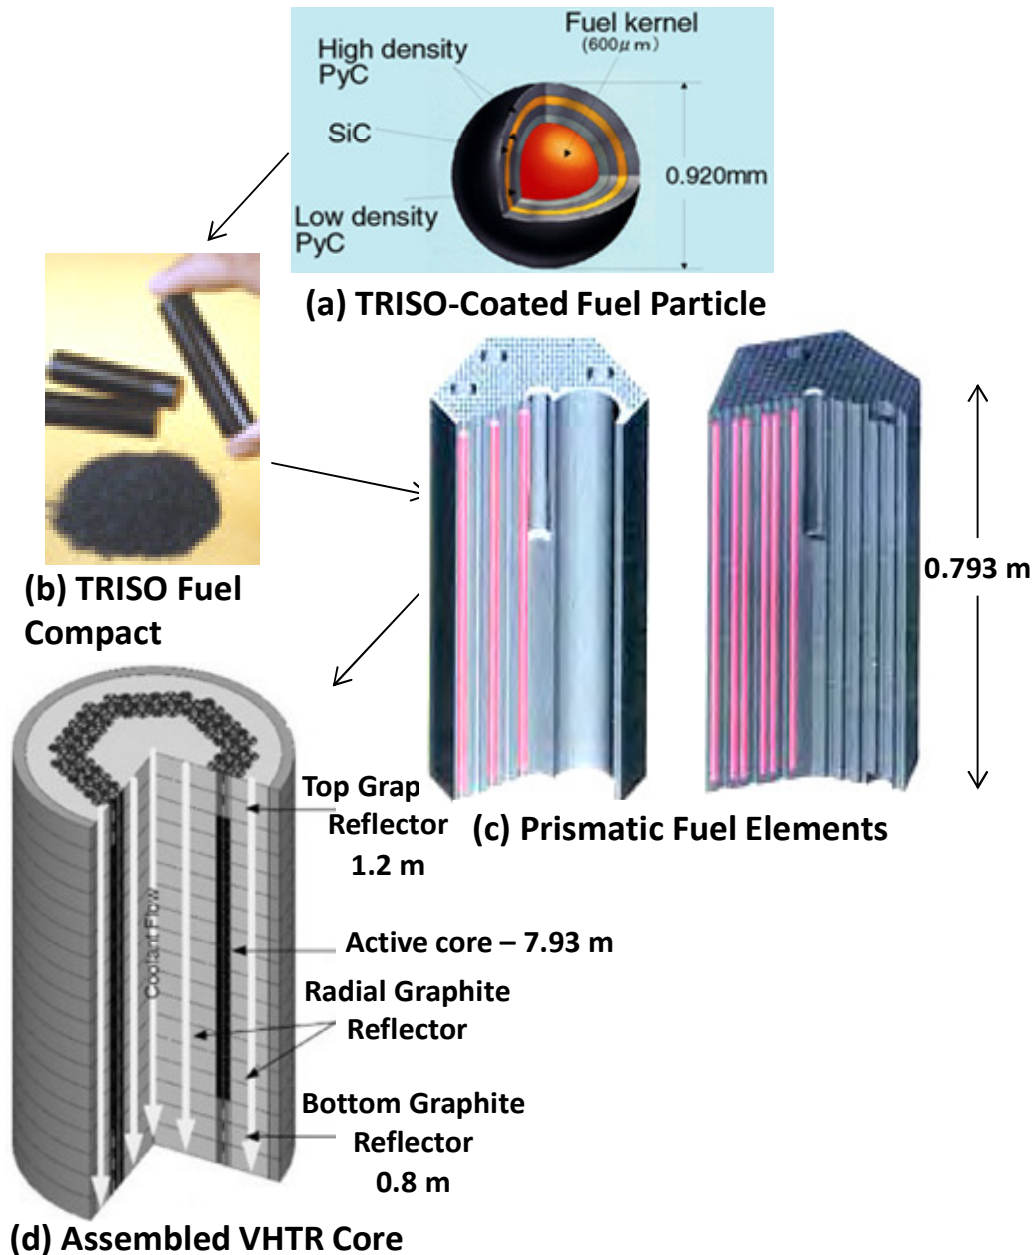 Fuel kernel
(600μm)
High density
PyC
SiC
0.920mm
Low density
PyC
(a) TRISO-Coated Fuel Particle
(b) TRISO Fuel
Compact
0.793 m
(c) Prismatic Fuel Elements
Top Grap
Reflector
1.2 m
Coolant Flow
Active core – 7.93 m
Radial Graphite
Reflector
Bottom Graphite
Reflector
0.8 m
(d) Assembled VHTR Core